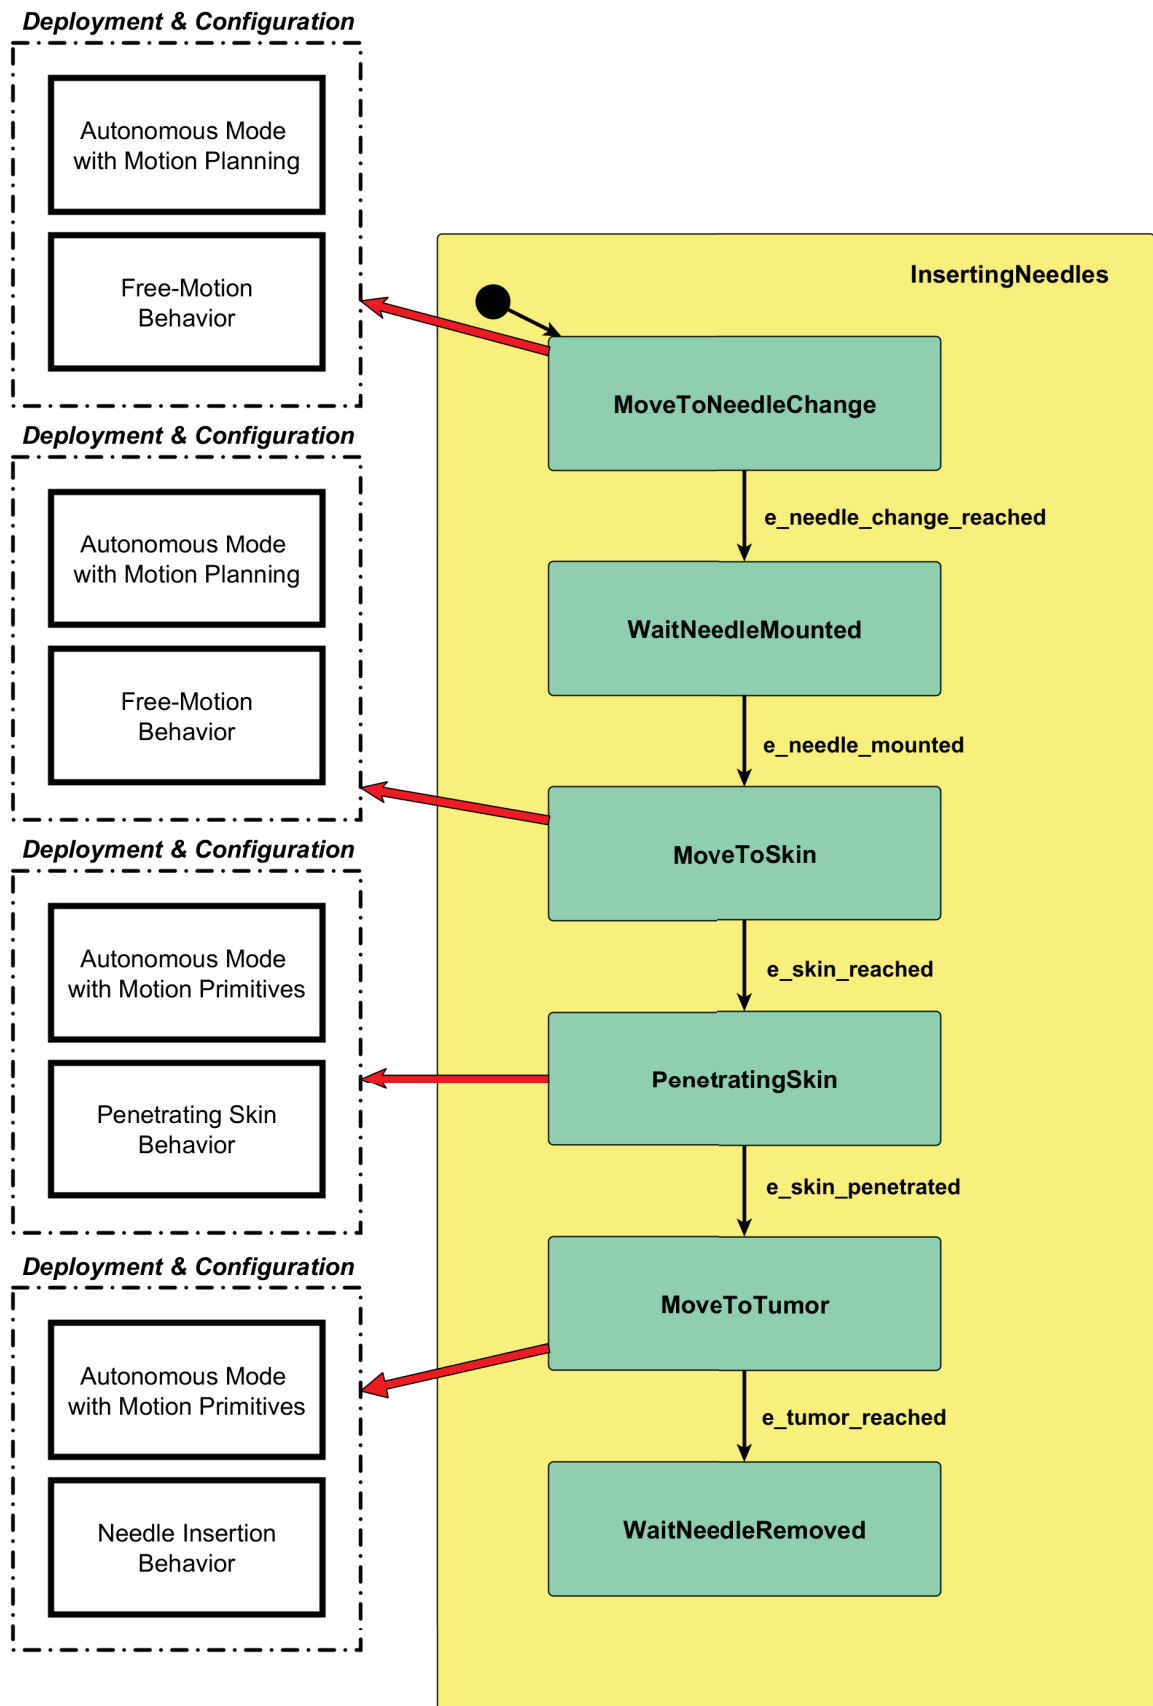 Deployment & Configuration
Autonomous Mode
with Motion Planning
Free-Motion
Behavior
Deployment & Configuration
Autonomous Mode
with Motion Planning
Free-Motion
Behavior
Deployment & Configuration
Autonomous Mode
with Motion Primitives
Penetrating Skin
Behavior
Deployment & Configuration
Autonomous Mode
with Motion Primitives
Needle Insertion
Behavior
InsertingNeedles
MoveToNeedleChange
e_needle_change_reached
WaitNeedleMounted
e_needle_mounted
MoveToSkin
e_skin_reached
PenetratingSkin
e_skin_penetrated
MoveToTumor
e_tumor_reached
WaitNeedleRemoved